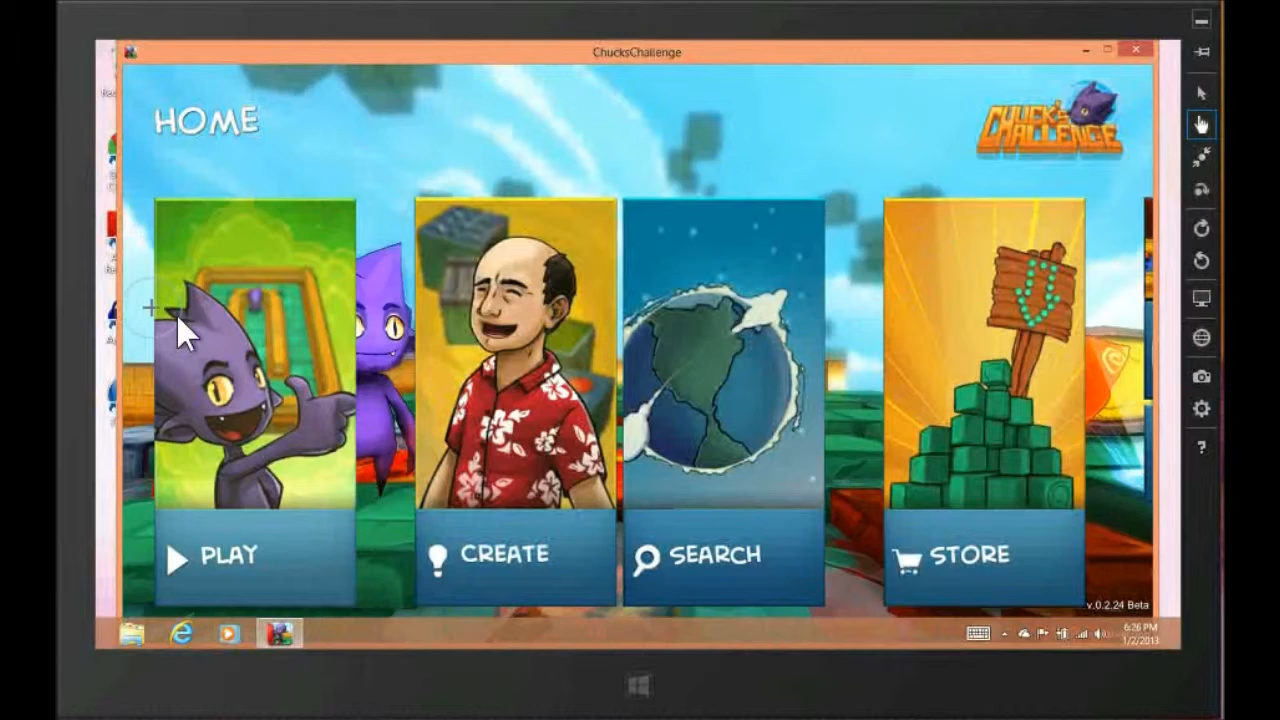 ChucksChallenge
HOME
CHUCK'S
CHALLENGE
PLAY
CREATE
SEARCH
STORE
v.0.2.24 Beta
6:26 PM
1/2/2013
?